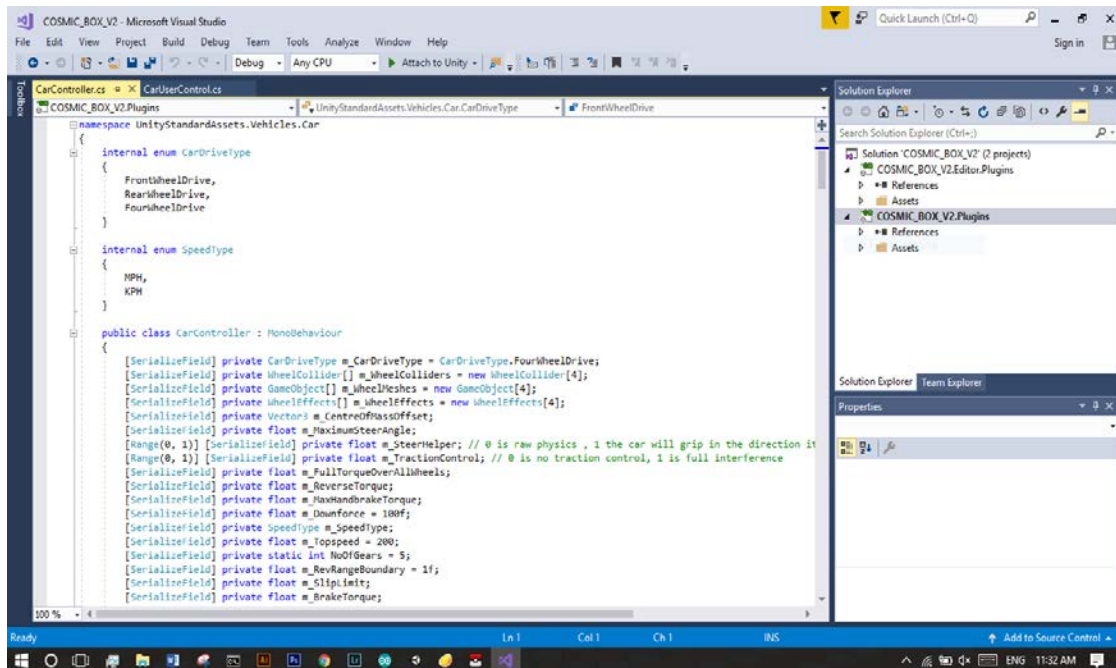 COSMIC_BOX_V2 - Microsoft Visual Studio
Quick Launch (Ctrl+Q)
File Edit View Project Build Debug Team Tools Analyze Window Help
Sign in
Debug Any CPU Attach to Unity
Toolbox
CarController.cs CarUserControl.cs
COSMIC_BOX_V2.Plugins UnityStandardAssets.Vehicles.Car.CarDriveType FrontWheelDrive
namespace UnityStandardAssets.Vehicles.Car
{
internal enum CarDriveType
{
FrontWheelDrive,
RearWheelDrive,
FourWheelDrive
}
internal enum SpeedType
{
MPH,
KPH
}
public class CarController : MonoBehaviour
{
[SerializeField] private CarDriveType m_CarDriveType = CarDriveType.FourWheelDrive;
[SerializeField] private WheelCollider[] m_WheelColliders = new WheelCollider[4];
[SerializeField] private GameObject[] m_WheelMeshes = new GameObject[4];
[SerializeField] private WheelEffects[] m_WheelEffects = new WheelEffects[4];
[SerializeField] private Vector3 m_CentreOfMassOffset;
[SerializeField] private float m_MaximumSteerAngle;
[Range(0, 1)] [SerializeField] private float m_SteerHelper; // 0 is raw physics , 1 the car will grip in the direction it
[Range(0, 1)] [SerializeField] private float m_TractionControl; // 0 is no traction control, 1 is full interference
[SerializeField] private float m_FullTorqueOverAllWheels;
[SerializeField] private float m_ReverseTorque;
[SerializeField] private float m_MaxHandbrakeTorque;
[SerializeField] private float m_Downforce = 100f;
[SerializeField] private SpeedType m_SpeedType;
[SerializeField] private float m_Topspeed = 200;
[SerializeField] private static int NoOfGears = 5;
[SerializeField] private float m_RevRangeBoundary = 1f;
[SerializeField] private float m_SlipLimit;
[SerializeField] private float m_BrakeTorque;
100 %
Solution Explorer
Search Solution Explorer (Ctrl+;)
Solution 'COSMIC_BOX_V2' (2 projects)
COSMIC_BOX_V2.Editor.Plugins
References
Assets
COSMIC_BOX_V2.Plugins
References
Assets
Solution Explorer Team Explorer
Properties
Ready Ln 1 Col 1 Ch 1 INS Add to Source Control
ENG 11:32 AM